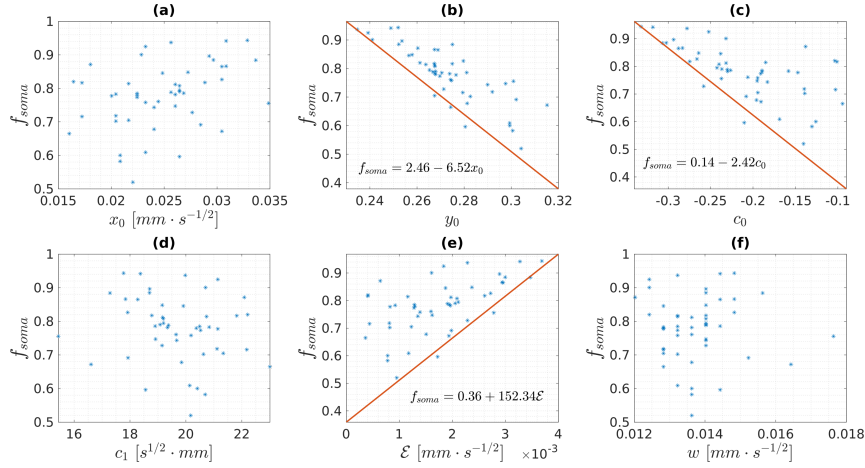 (a)
1
0.9
0.8
0.7
0.6
0.5
f_soma
0.015 0.02 0.025 0.03 0.035
x_0 [mm · s^{-1/2}]
(b)
0.9
0.8
0.7
0.6
0.5
0.4
f_soma
f_soma = 2.46 − 6.52x_0
0.24 0.26 0.28 0.3 0.32
y_0
(c)
0.9
0.8
0.7
0.6
0.5
0.4
f_soma
f_soma = 0.14 − 2.42c_0
-0.3 -0.25 -0.2 -0.15 -0.1
c_0
(d)
1
0.9
0.8
0.7
0.6
0.5
f_soma
16 18 20 22
c_1 [s^{1/2} · mm]
(e)
0.9
0.8
0.7
0.6
0.5
0.4
f_soma
f_soma = 0.36 + 152.34ℰ
0 1 2 3 4
ℰ [mm · s^{-1/2}] ×10^{-3}
(f)
1
0.9
0.8
0.7
0.6
0.5
f_soma
0.012 0.014 0.016 0.018
w [mm · s^{-1/2}]